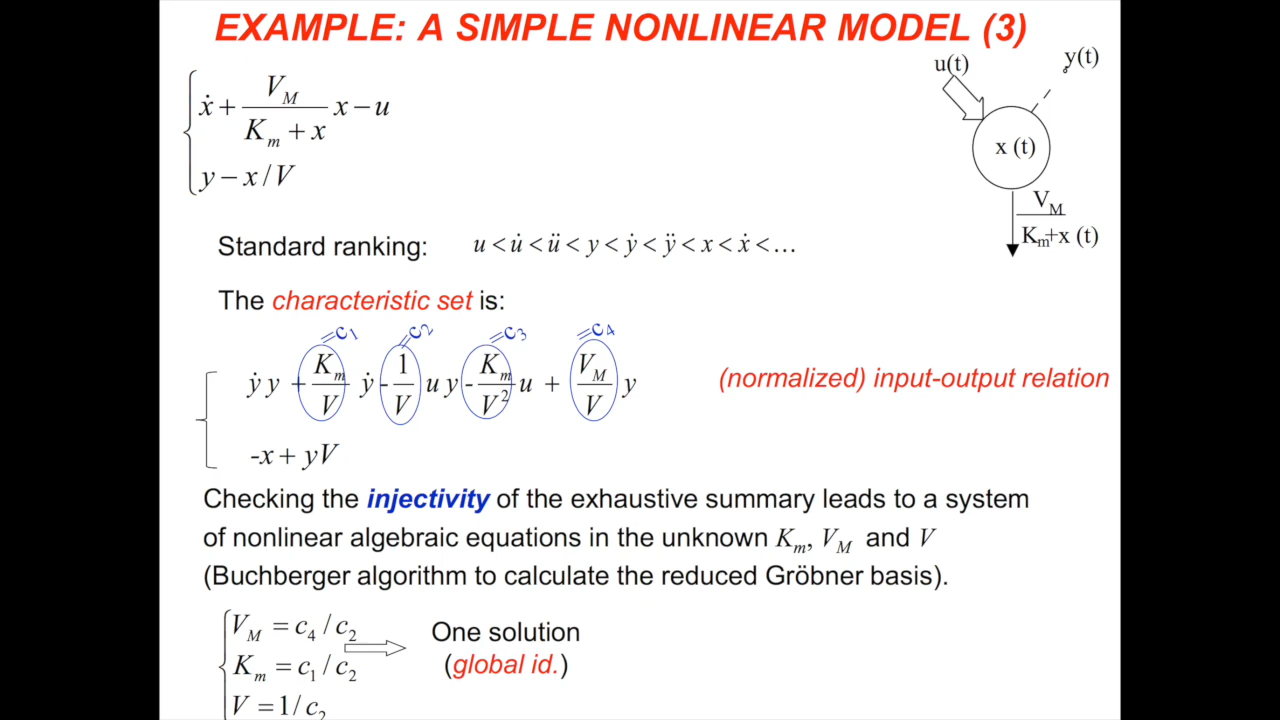 EXAMPLE: A SIMPLE NONLINEAR MODEL (3)
ẋ + V_M / (K_m + x) x − u
y − x / V
u(t)
y(t)
x (t)
V_M
K_m+x (t)
Standard ranking: u < u̇ < ü < y < ẏ < ÿ < x < ẋ < …
The characteristic set is:
=c₁ =c₂ =c₃ =c₄
ẏ y + K_m/V ẏ - 1/V u y - K_m/V² u + V_M/V y
(normalized) input-output relation
-x + yV
Checking the injectivity of the exhaustive summary leads to a system
of nonlinear algebraic equations in the unknown K_m, V_M and V
(Buchberger algorithm to calculate the reduced Gröbner basis).
V_M = c₄ / c₂
K_m = c₁ / c₂
V = 1 / c₂
One solution
(global id.)